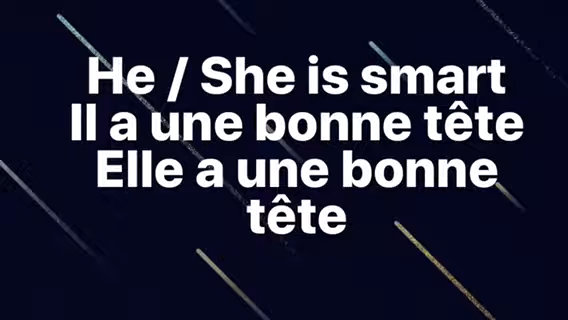 He / She is smart
Il a une bonne tête
Elle a une bonne
tête